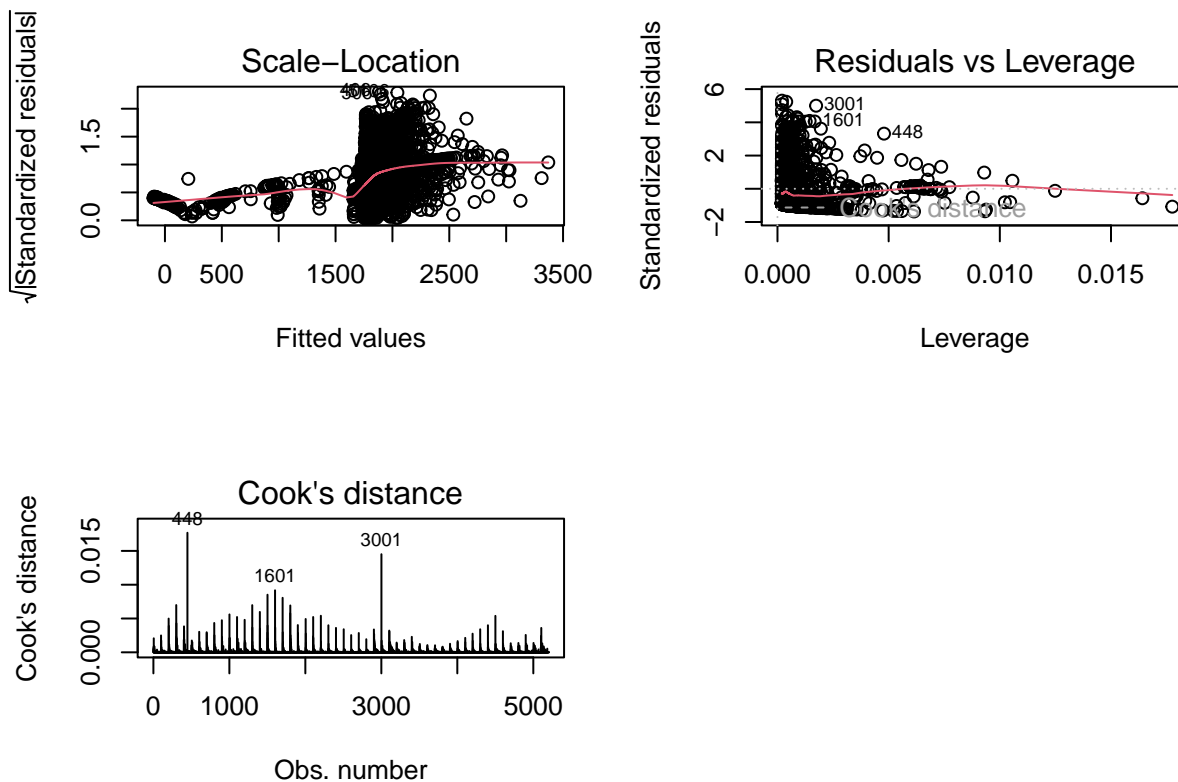 Scale−Location
√|Standardized residuals|
0.0
1.5
0
500
1500
2500
3500
Fitted values
Residuals vs Leverage
Standardized residuals
−2
2
6
3001
1601
448
Cook's distance
0.000
0.005
0.010
0.015
Leverage
Cook's distance
Cook's distance
0.000
0.015
448
1601
3001
0
1000
3000
5000
Obs. number